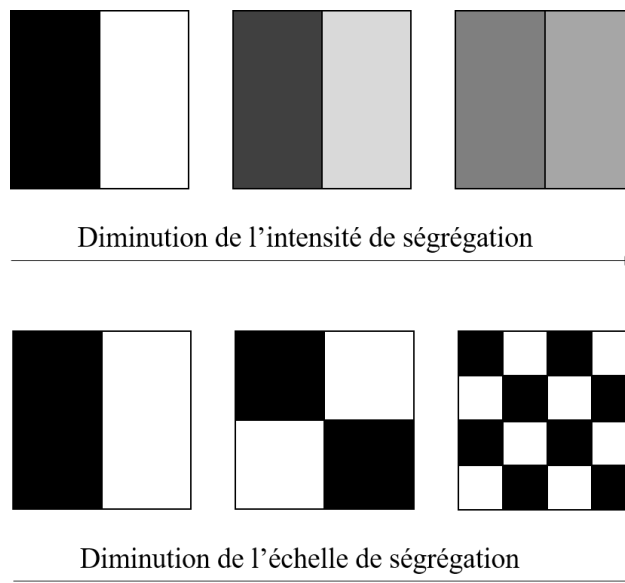 Diminution de l’intensité de ségrégation
Diminution de l’échelle de ségrégation